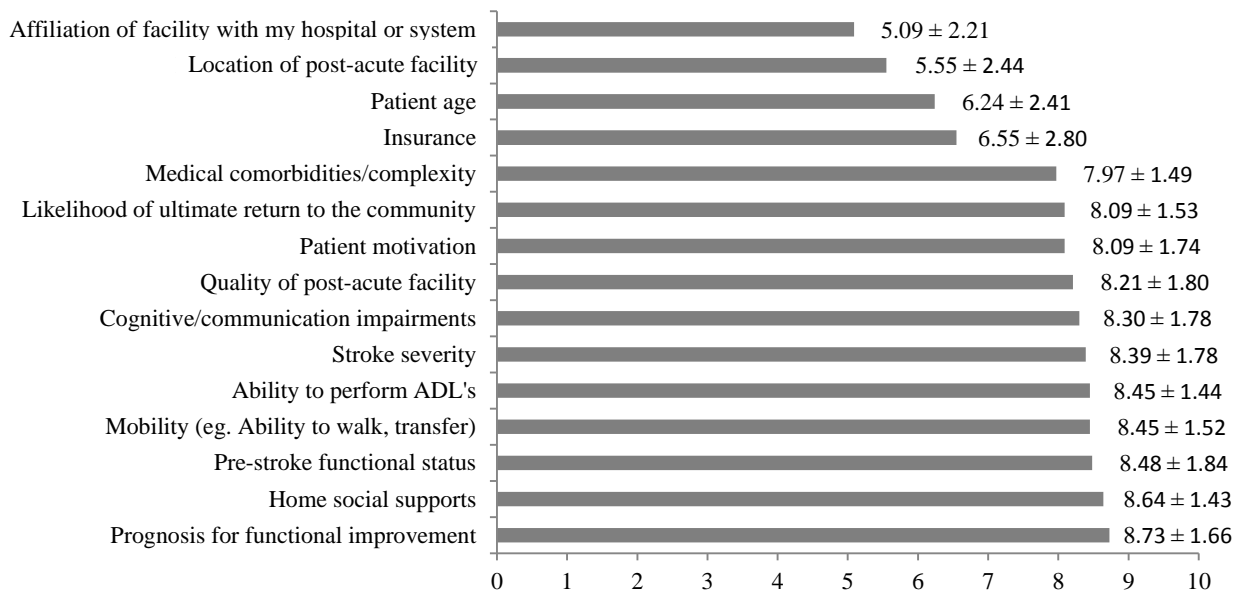 Affiliation of facility with my hospital or system 5.09 ± 2.21
Location of post-acute facility 5.55 ± 2.44
Patient age 6.24 ± 2.41
Insurance 6.55 ± 2.80
Medical comorbidities/complexity 7.97 ± 1.49
Likelihood of ultimate return to the community 8.09 ± 1.53
Patient motivation 8.09 ± 1.74
Quality of post-acute facility 8.21 ± 1.80
Cognitive/communication impairments 8.30 ± 1.78
Stroke severity 8.39 ± 1.78
Ability to perform ADL's 8.45 ± 1.44
Mobility (eg. Ability to walk, transfer) 8.45 ± 1.52
Pre-stroke functional status 8.48 ± 1.84
Home social supports 8.64 ± 1.43
Prognosis for functional improvement 8.73 ± 1.66
0 1 2 3 4 5 6 7 8 9 10